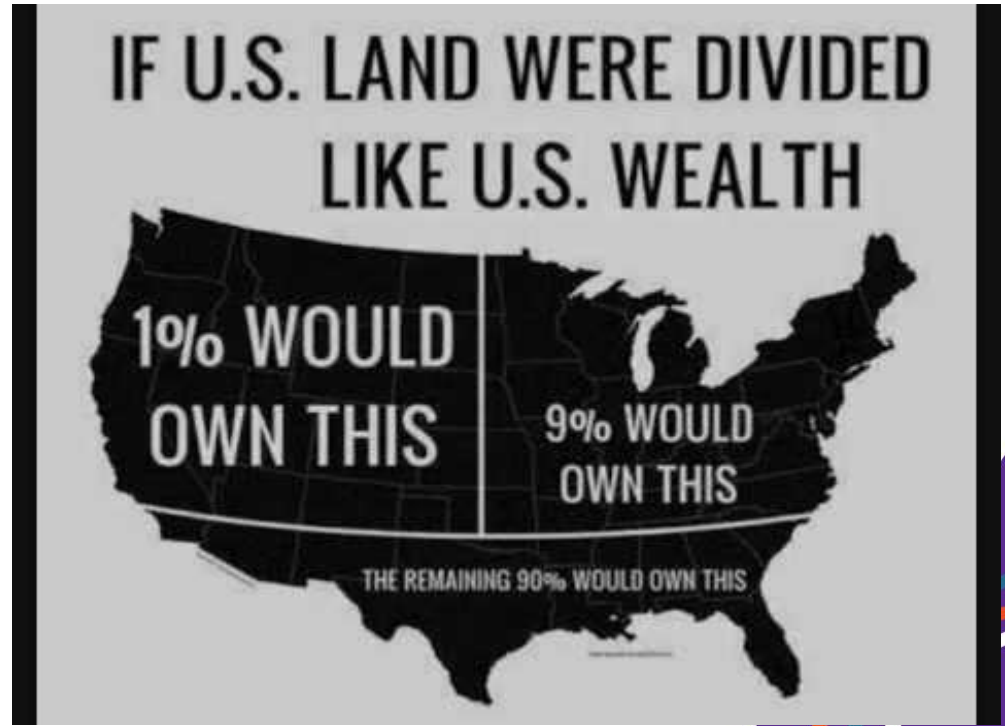 IF U.S. LAND WERE DIVIDED
LIKE U.S. WEALTH
1% WOULD
OWN THIS
9% WOULD
OWN THIS
THE REMAINING 90% WOULD OWN THIS